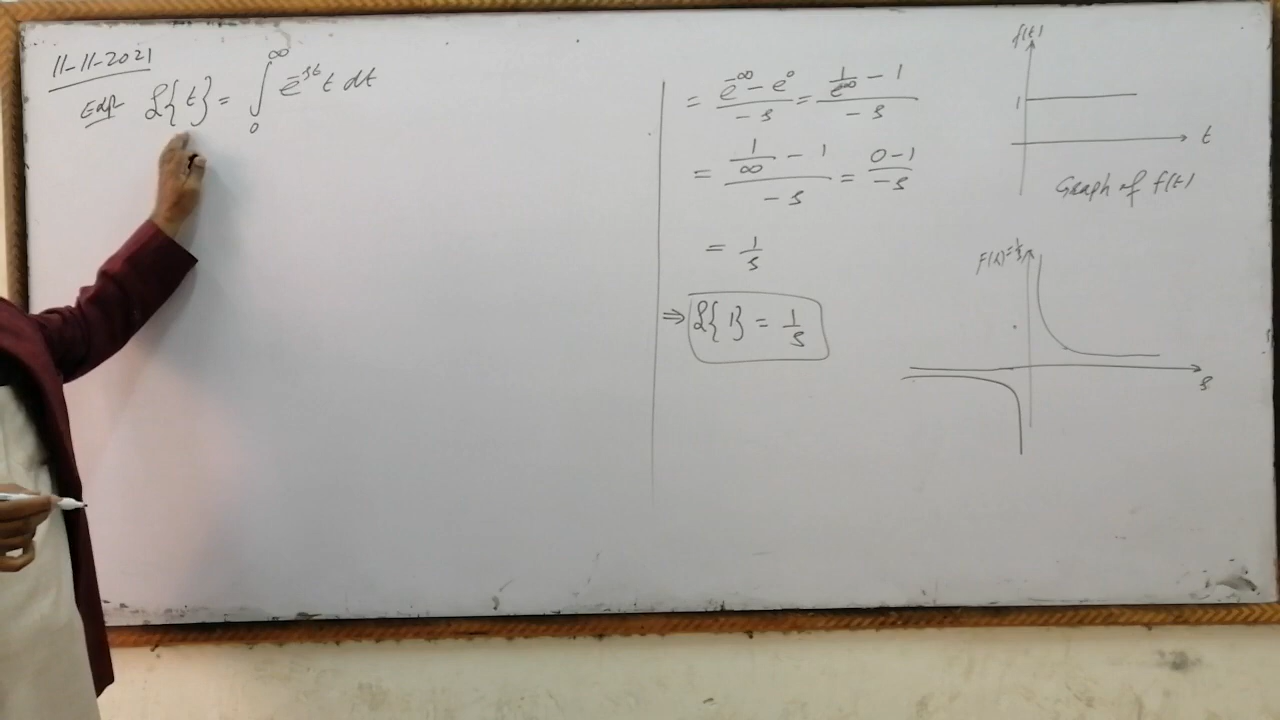 11-11-2021
Exp ℒ{t} = ∫₀^∞ e^{-st} t dt
= (e^{-∞} - e^0)/(-s) = (1/e^∞ - 1)/(-s)
= (1/∞ - 1)/(-s) = (0-1)/(-s)
= 1/s
⇒ ℒ{1} = 1/s
f(t)
1
t
Graph of f(t)
F(s)=1/s
s